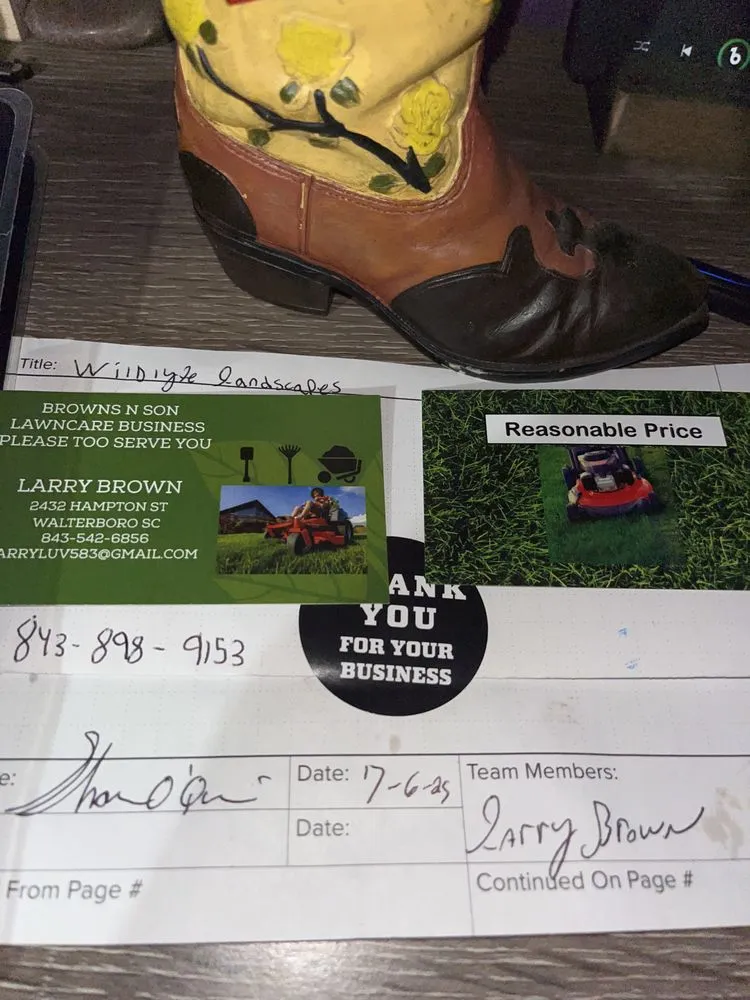 Title: Wildlyfe landscapes
BROWNS N SON
LAWNCARE BUSINESS
PLEASE TOO SERVE YOU
LARRY BROWN
2432 HAMPTON ST
WALTERBORO SC
843-542-6856
ARRYLUV583@GMAIL.COM
Reasonable Price
ANK
YOU
FOR YOUR
BUSINESS
843-898-9153
e:
Date: 17-6-25
Team Members:
Larry Brown
Date:
From Page #
Continued On Page #